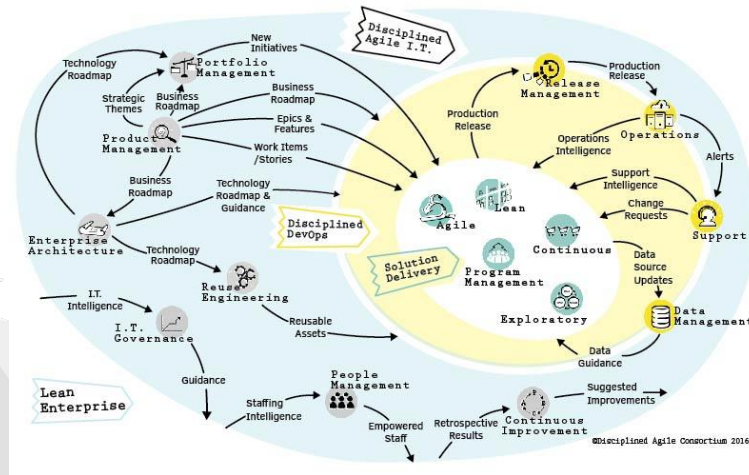 Disciplined
Agile I.T.
New
Initiatives
Technology
Roadmap
Portfolio
Management
Strategic
Themes
Business
Roadmap
Business
Roadmap
Epics &
Features
Work Items
/Stories
Product
Management
Business
Roadmap
Technology
Roadmap &
Guidance
Enterprise
Architecture
Technology
Roadmap
Reuse
Engineering
Reusable
Assets
I.T.
Intelligence
I.T.
Governance
Guidance
Lean
Enterprise
Staffing
Intelligence
People
Management
Empowered
Staff
Retrospective
Results
Continuous
Improvement
Suggested
Improvements
Disciplined
DevOps
Production
Release
Release
Management
Production
Release
Operations
Operations
Intelligence
Alerts
Support
Intelligence
Change
Requests
Support
Data
Source
Updates
Data
Management
Data
Guidance
Solution
Delivery
Agile
Lean
Continuous
Program
Management
Exploratory
©Disciplined Agile Consortium 2016